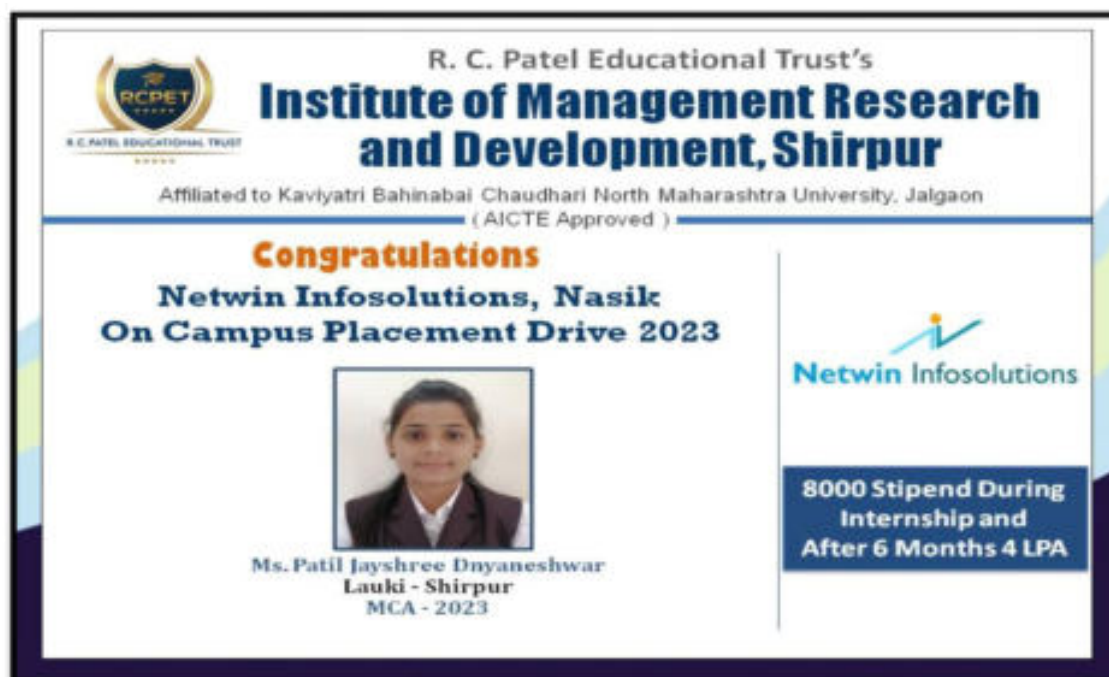 RCPET
R. C. PATEL EDUCATIONAL TRUST
R. C. Patel Educational Trust's
Institute of Management Research
and Development, Shirpur
Affiliated to Kaviyatri Bahinabai Chaudhari North Maharashtra University, Jalgaon
( AICTE Approved )
Congratulations
Netwin Infosolutions, Nasik
On Campus Placement Drive 2023
Ms. Patil Jayshree Dnyaneshwar
Lauki - Shirpur
MCA - 2023
Netwin Infosolutions
8000 Stipend During
Internship and
After 6 Months 4 LPA